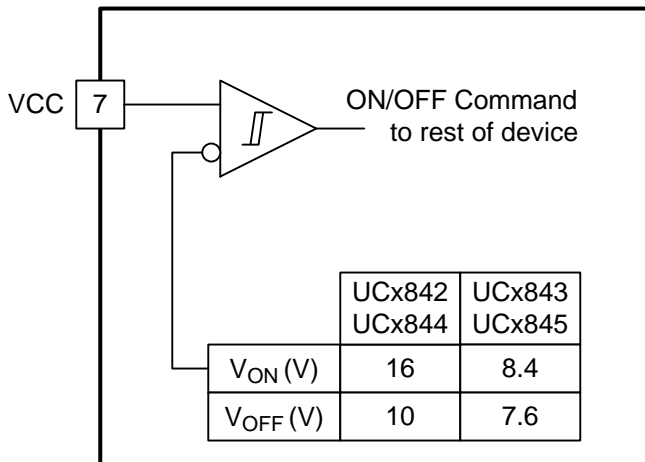 VCC 7
ON/OFF Command
to rest of device
UCx842 UCx843
UCx844 UCx845
VON (V) 16 8.4
VOFF (V) 10 7.6